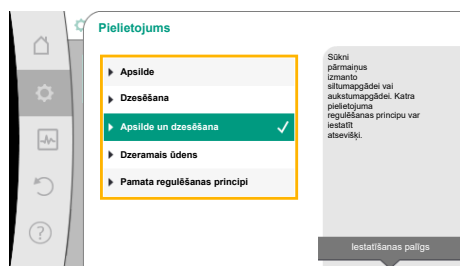 Pielietojums
Apsilde
Dzesēšana
Apsilde un dzesēšana
Dzeramais ūdens
Pamata regulēšanas principi
Sūkni
pārmaiņus
izmanto
siltumapgādei vai
aukstumapgādei. Katra
pielietojuma
regulēšanas principu var
iestatīt
atsevišķi.
Iestatīšanas palīgs